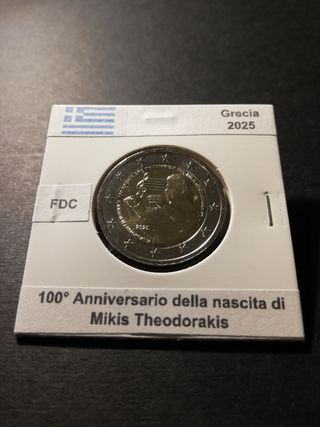 Grecia
2025
FDC
100° Anniversario della nascita di
Mikis Theodorakis